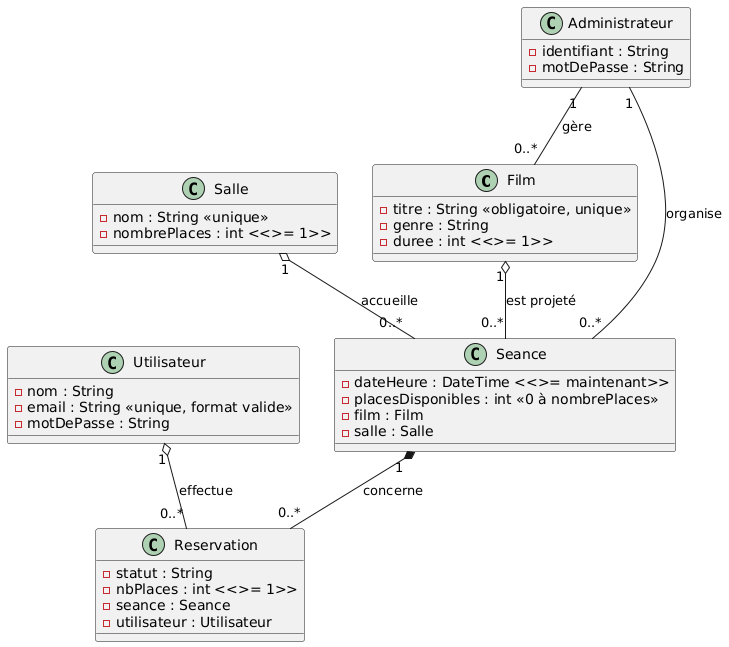 C Administrateur
identifiant : String
motDePasse : String
1
1
gère
0..*
C Salle
nom : String «unique»
nombrePlaces : int <<>= 1>>
C Film
titre : String «obligatoire, unique»
genre : String
duree : int <<>= 1>>
organise
1
1
accueille
est projeté
0..*
0..*
0..*
C Utilisateur
nom : String
email : String «unique, format valide»
motDePasse : String
C Seance
dateHeure : DateTime <<>= maintenant>>
placesDisponibles : int «0 à nombrePlaces»
film : Film
salle : Salle
1
1
effectue
concerne
0..*
0..*
C Reservation
statut : String
nbPlaces : int <<>= 1>>
seance : Seance
utilisateur : Utilisateur